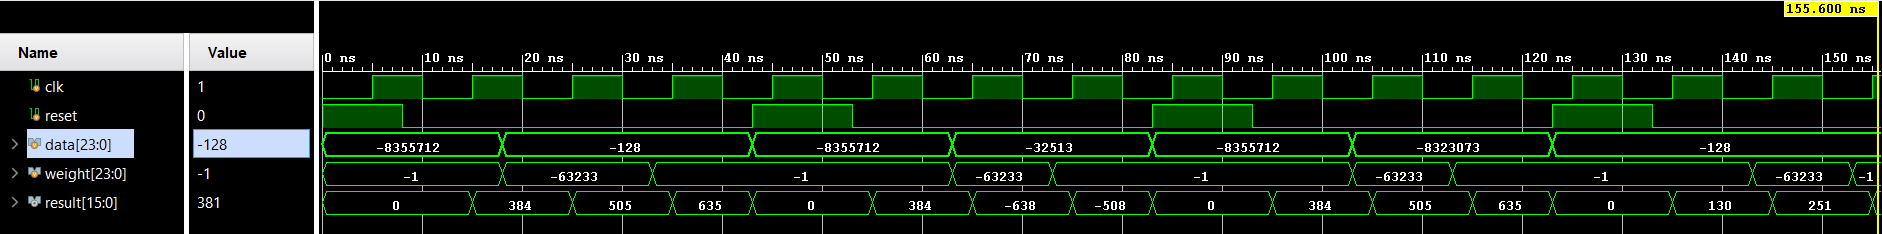 155.600 ns
Name Value
0 ns 10 ns 20 ns 30 ns 40 ns 50 ns 60 ns 70 ns 80 ns 90 ns 100 ns 110 ns 120 ns 130 ns 140 ns 150 ns
clk 1
reset 0
data[23:0] -128 -8355712 -128 -8355712 -32513 -8355712 -8323073 -128
weight[23:0] -1 -1 -63233 -1 -63233 -1 -63233 -1 -63233 -1
result[15:0] 381 0 384 505 635 0 384 -638 -508 0 384 505 635 0 130 251